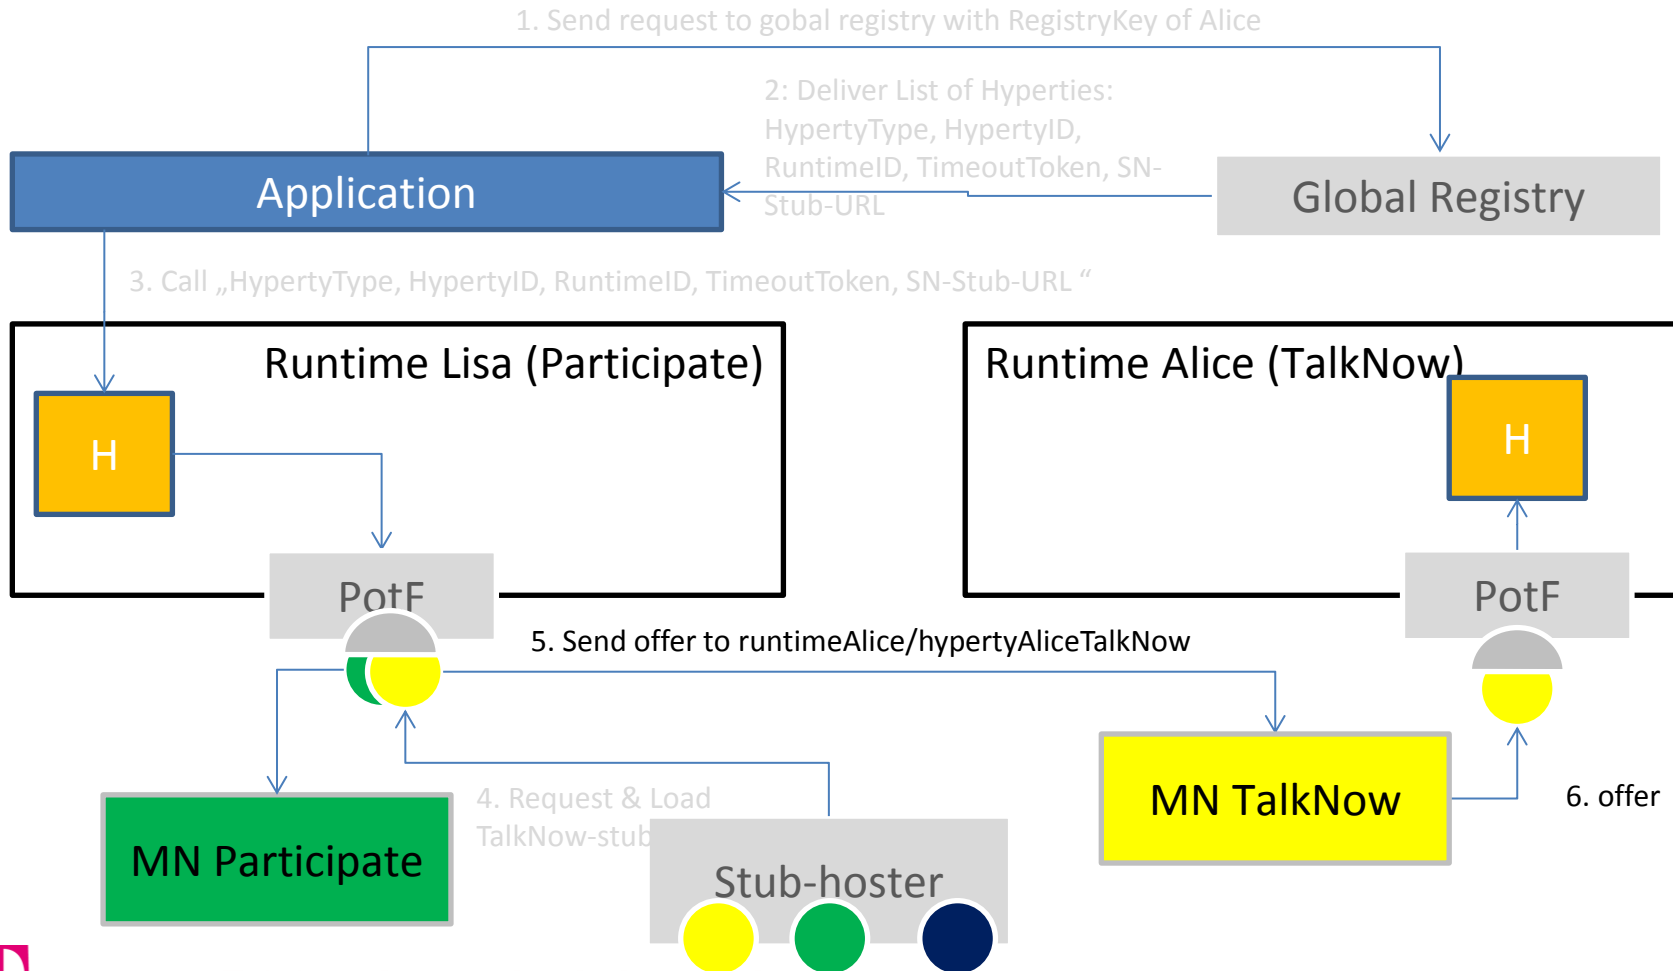 1. Send request to gobal registry with RegistryKey of Alice
2: Deliver List of Hyperties:
HypertyType, HypertyID,
RuntimeID, TimeoutToken, SN-
Stub-URL
Application
Global Registry
3. Call „HypertyType, HypertyID, RuntimeID, TimeoutToken, SN-Stub-URL “
Runtime Lisa (Participate)
Runtime Alice (TalkNow)
H
H
PotF
PotF
5. Send offer to runtimeAlice/hypertyAliceTalkNow
4. Request & Load
TalkNow-stub
MN TalkNow
6. offer
MN Participate
Stub-hoster